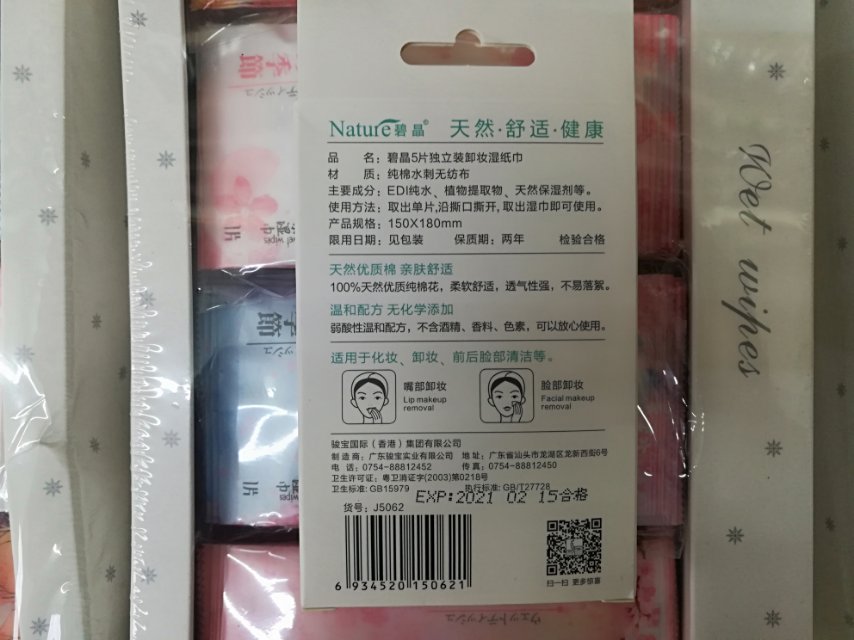 Nature碧晶® 天然·舒适·健康
品 名：碧晶5片独立装卸妆湿纸巾
材 质：纯棉水刺无纺布
主要成分：EDI纯水、植物提取物、天然保湿剂等。
使用方法：取出单片,沿撕口撕开,取出湿巾即可使用。
产品规格：150X180mm
限用日期：见包装 保质期：两年 检验合格
天然优质棉 亲肤舒适
100%天然优质纯棉花，柔软舒适，透气性强，不易落絮。
温和配方 无化学添加
弱酸性温和配方，不含酒精、香料、色素，可以放心使用。
适用于化妆、卸妆、前后脸部清洁等。
嘴部卸妆
Lip makeup
removal
脸部卸妆
Facial makeup
removal
骏宝国际（香港）集团有限公司
制造商：广东骏宝实业有限公司 地址：广东省汕头市龙湖区龙新西街6号
电 话：0754-88812452 传真：0754-88812450
卫生许可证：粤卫消证字(2003)第0218号
卫生标准: GB15979 执行标准: GB/T27728
EXP:2021 02 15合格
货号：J5062
6 934520 150621
扫一扫 更多惊喜
Wet wipes
季節
ウェットティッシュ